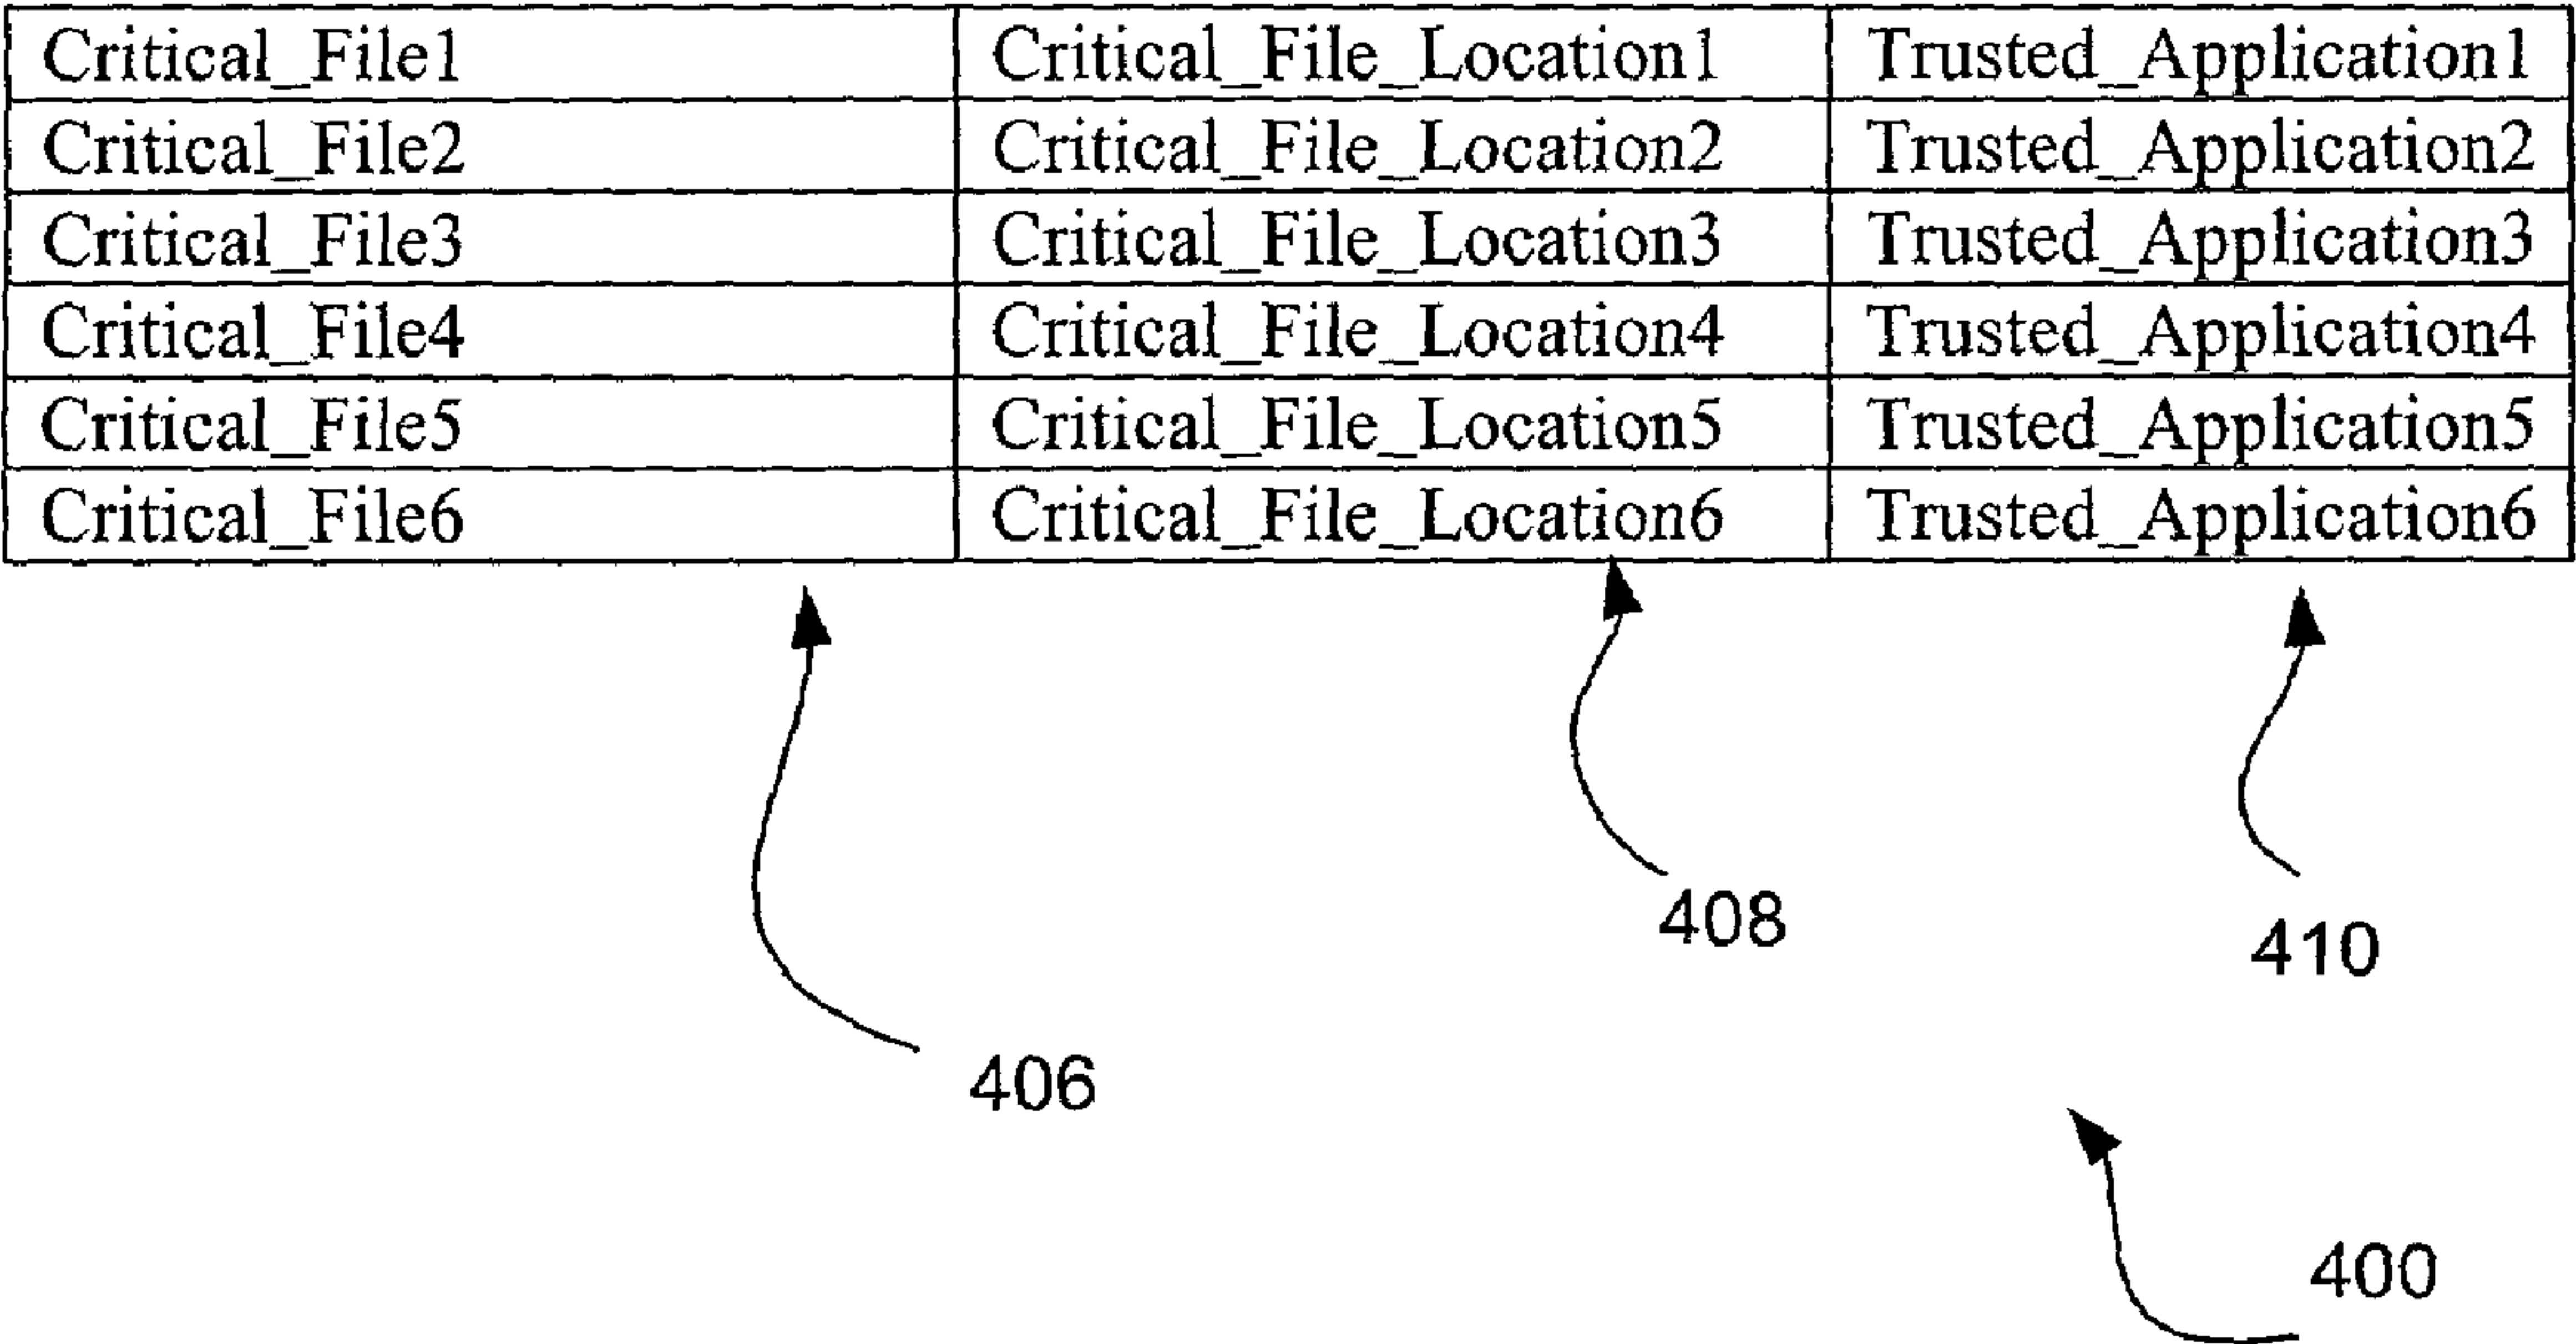 Critical_File1 Critical_File_Location1 Trusted_Application1
Critical_File2 Critical_File_Location2 Trusted_Application2
Critical_File3 Critical_File_Location3 Trusted_Application3
Critical_File4 Critical_File_Location4 Trusted_Application4
Critical_File5 Critical_File_Location5 Trusted_Application5
Critical_File6 Critical_File_Location6 Trusted_Application6
408
410
406
400